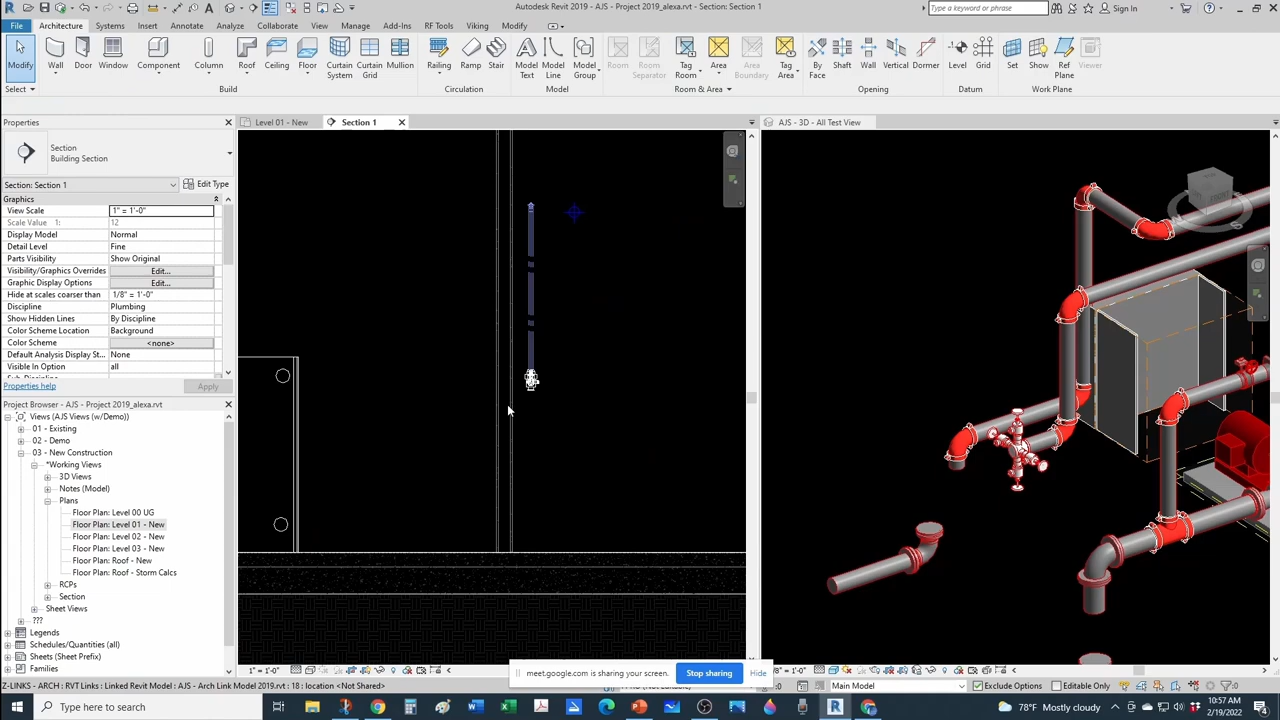 Autodesk Revit 2019 - AJS - Project 2019_alexa.rvt - Section: Section 1
Type a keyword or phrase
Sign In
File
Architecture
Systems
Insert
Annotate
Analyze
Collaborate
View
Manage
Add-Ins
RF Tools
Viking
Modify
Modify
Wall
Door
Window
Component
Column
Roof
Ceiling
Floor
Curtain System
Curtain Grid
Mullion
Railing
Ramp
Stair
Model Text
Model Line
Model Group
Room
Room Separator
Tag Room
Area
Area Boundary
Tag Area
By Face
Shaft
Wall
Vertical
Dormer
Level
Grid
Set
Show
Ref Plane
Viewer
Select
Build
Circulation
Model
Room & Area
Opening
Datum
Work Plane
Properties
Level 01 - New
Section 1
AJS - 3D - All Test View
Section
Building Section
Section: Section 1
Edit Type
Graphics
View Scale 1" = 1'-0"
Scale Value 1: 12
Display Model Normal
Detail Level Fine
Parts Visibility Show Original
Visibility/Graphics Overrides Edit...
Graphic Display Options Edit...
Hide at scales coarser than 1/8" = 1'-0"
Discipline Plumbing
Show Hidden Lines By Discipline
Color Scheme Location Background
Color Scheme <none>
Default Analysis Display St... None
Visible In Option all
Properties help
Apply
Project Browser - AJS - Project 2019_alexa.rvt
Views (AJS Views (w/Demo))
01 - Existing
02 - Demo
03 - New Construction
*Working Views
3D Views
Notes (Model)
Plans
Floor Plan: Level 00 UG
Floor Plan: Level 01 - New
Floor Plan: Level 02 - New
Floor Plan: Level 03 - New
Floor Plan: Roof - New
Floor Plan: Roof - Storm Calcs
RCPs
Section
Sheet Views
???
Legends
Schedules/Quantities (all)
Sheets (Sheet Prefix)
Families
FRONT
1" = 1'-0"
meet.google.com is sharing your screen.
Stop sharing
Hide
/8" = 1'-0"
Z-LINKS - ARCH : RVT Links : Linked Revit Model : AJS - Arch Link Model 2019.rvt : 18 : location <Not Shared>
Main Model
Exclude Options
Editable Only
:0
Type here to search
78°F Mostly cloudy
10:57 AM
2/19/2022